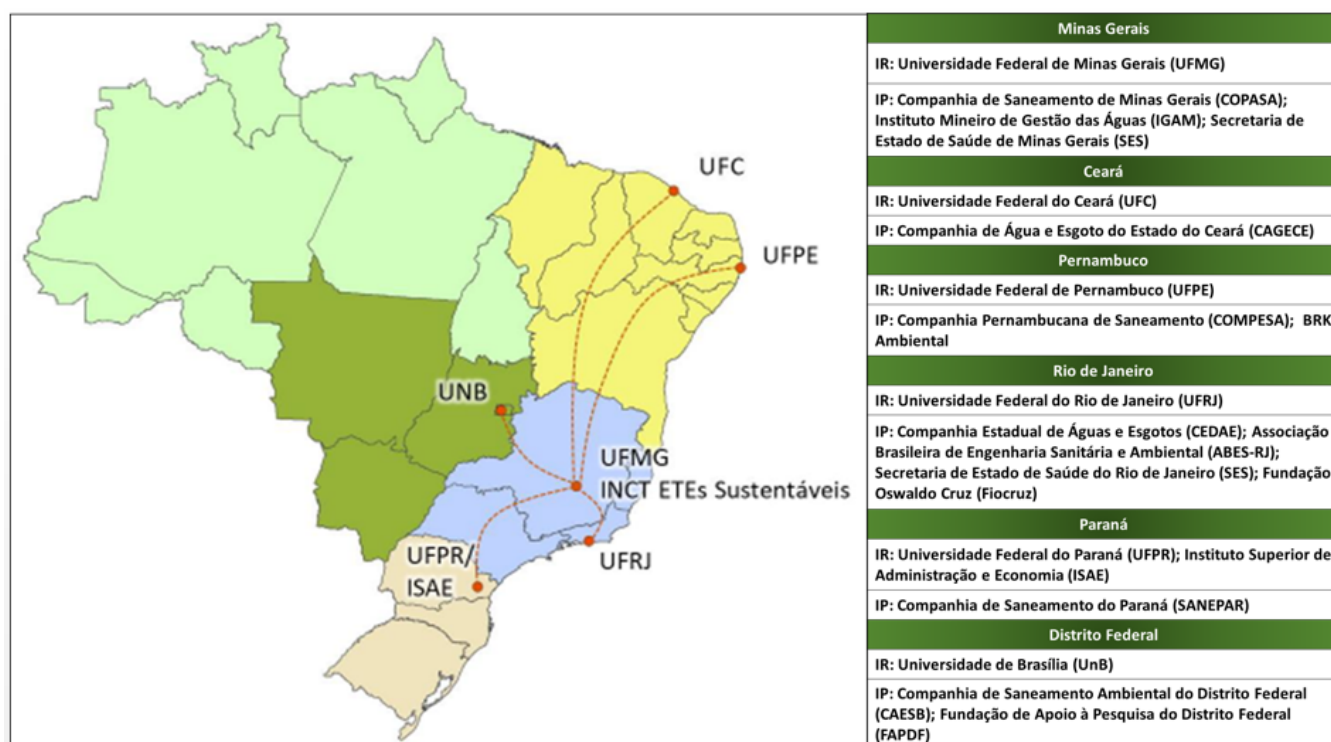 UFC
UFPE
UNB
UFMG
INCT ETEs Sustentáveis
UFPR/
ISAE
UFRJ
Minas Gerais
IR: Universidade Federal de Minas Gerais (UFMG)
IP: Companhia de Saneamento de Minas Gerais (COPASA);
Instituto Mineiro de Gestão das Águas (IGAM); Secretaria de
Estado de Saúde de Minas Gerais (SES)
Ceará
IR: Universidade Federal do Ceará (UFC)
IP: Companhia de Água e Esgoto do Estado do Ceará (CAGECE)
Pernambuco
IR: Universidade Federal de Pernambuco (UFPE)
IP: Companhia Pernambucana de Saneamento (COMPESA); BRK
Ambiental
Rio de Janeiro
IR: Universidade Federal do Rio de Janeiro (UFRJ)
IP: Companhia Estadual de Águas e Esgotos (CEDAE); Associação
Brasileira de Engenharia Sanitária e Ambiental (ABES-RJ);
Secretaria de Estado de Saúde do Rio de Janeiro (SES); Fundação
Oswaldo Cruz (Fiocruz)
Paraná
IR: Universidade Federal do Paraná (UFPR); Instituto Superior de
Administração e Economia (ISAE)
IP: Companhia de Saneamento do Paraná (SANEPAR)
Distrito Federal
IR: Universidade de Brasília (UnB)
IP: Companhia de Saneamento Ambiental do Distrito Federal
(CAESB); Fundação de Apoio à Pesquisa do Distrito Federal
(FAPDF)